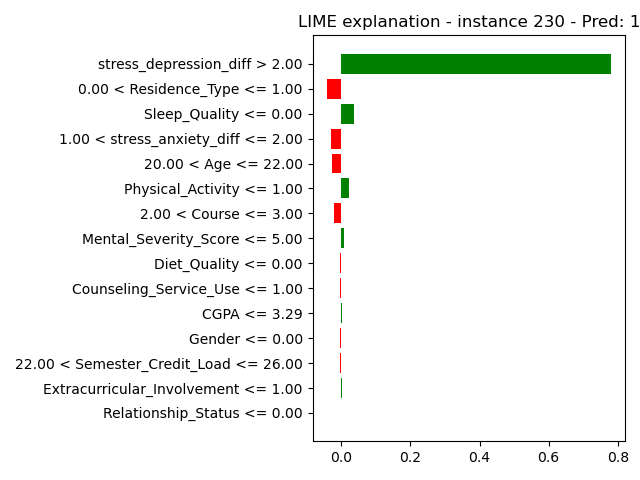 LIME explanation - instance 230 - Pred: 1
stress_depression_diff > 2.00
0.00 < Residence_Type <= 1.00
Sleep_Quality <= 0.00
1.00 < stress_anxiety_diff <= 2.00
20.00 < Age <= 22.00
Physical_Activity <= 1.00
2.00 < Course <= 3.00
Mental_Severity_Score <= 5.00
Diet_Quality <= 0.00
Counseling_Service_Use <= 1.00
CGPA <= 3.29
Gender <= 0.00
22.00 < Semester_Credit_Load <= 26.00
Extracurricular_Involvement <= 1.00
Relationship_Status <= 0.00
0.0 0.2 0.4 0.6 0.8